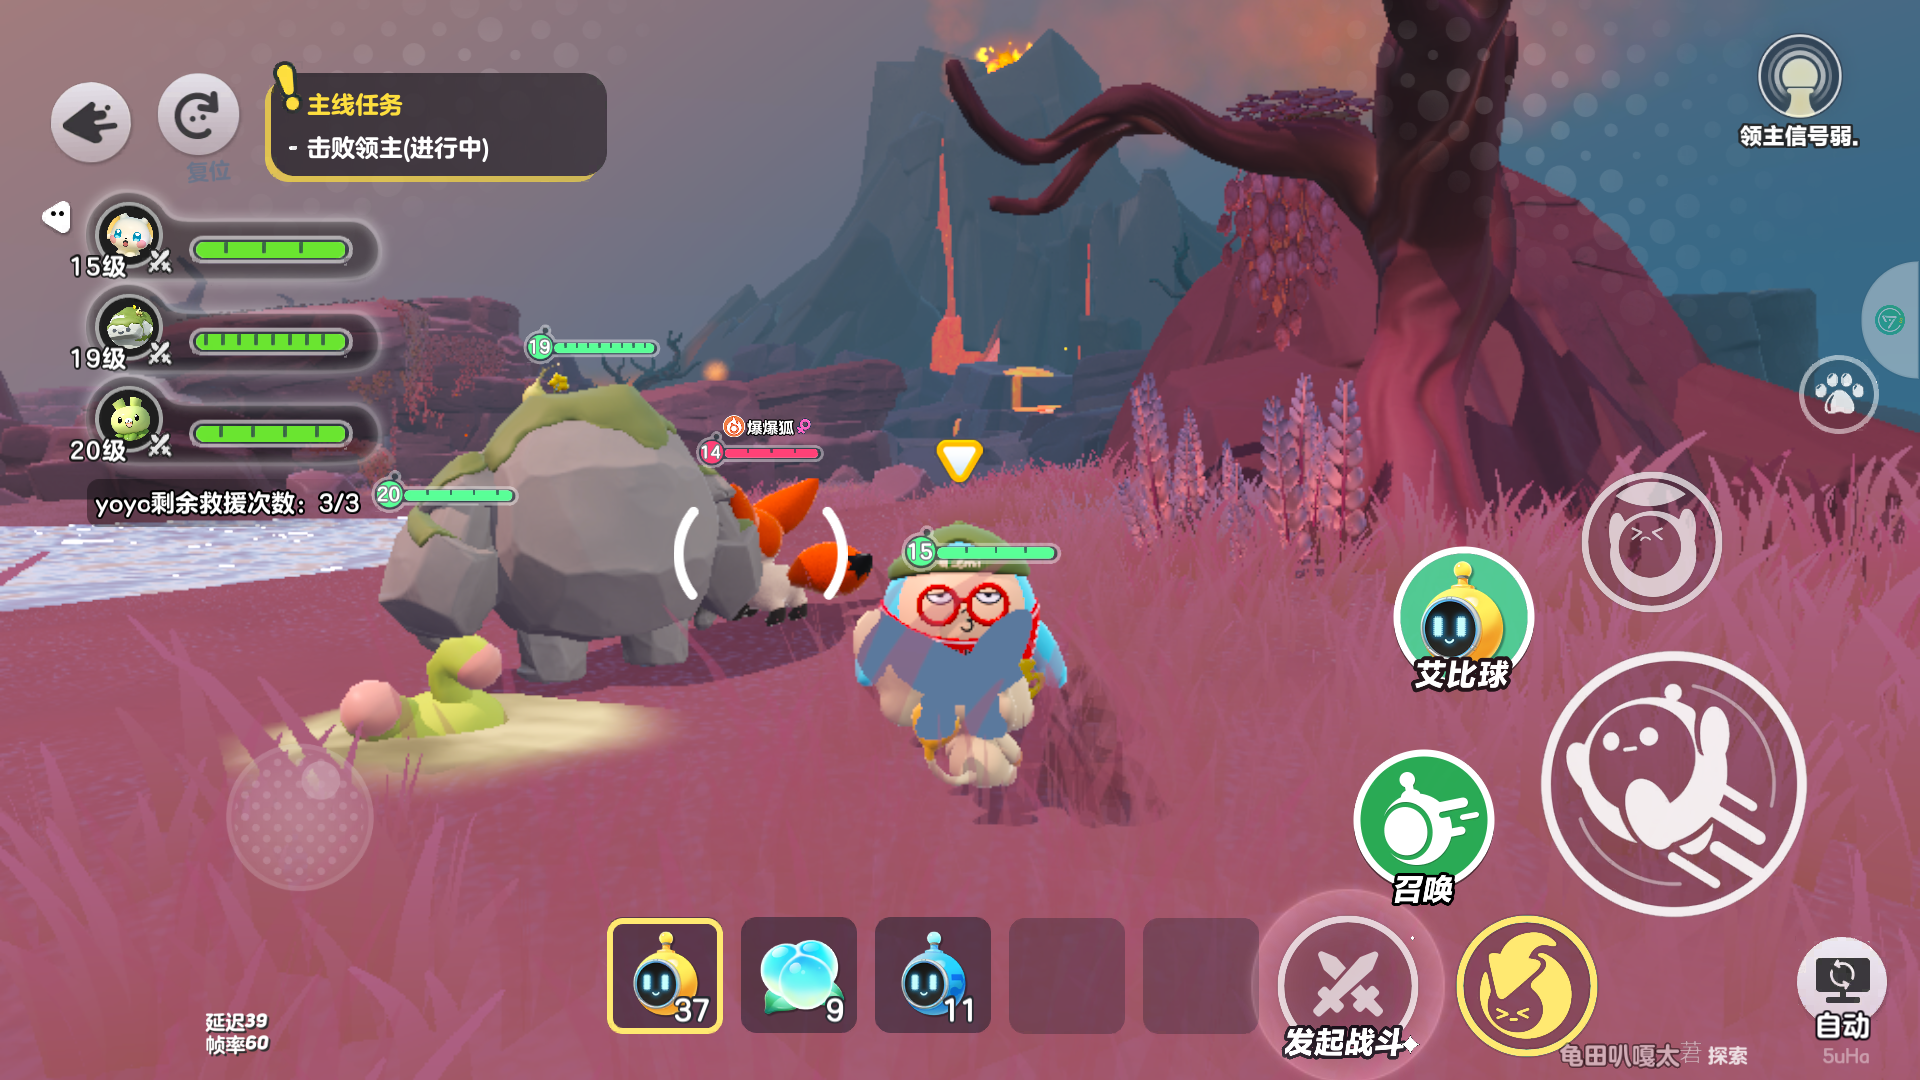 主线任务
- 击败领主(进行中)
复位
领主信号弱.
15级
19级
20级
yoyo剩余救援次数：3/3
19
爆爆狐
14
20
15
艾比球
召唤
37
9
11
发起战斗
自动
延迟39
帧率60
龟田叭嘎太君 探索
5uHa